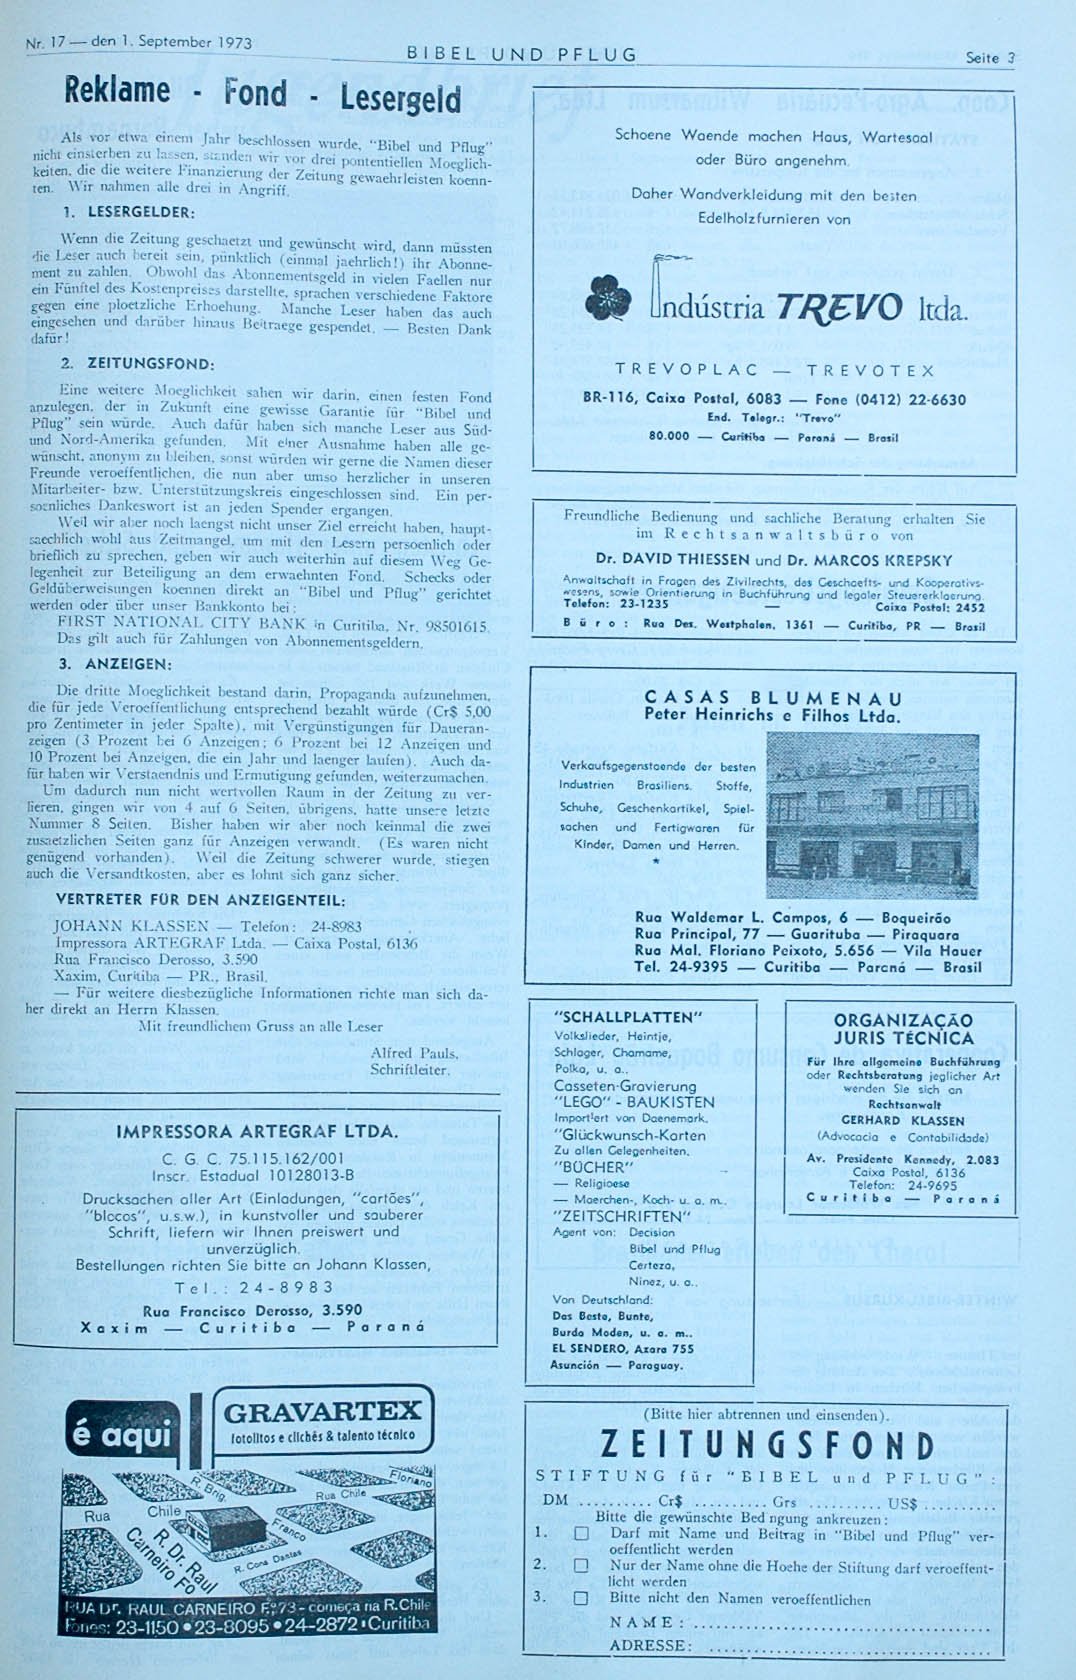 Nr. 17 — den 1. September 1973
BIBEL UND PFLUG
Seite 3
Reklame - Fond - Lesergeld
Als vor etwa einem Jahr beschlossen wurde, "Bibel und Pflug"
nicht einsterben zu lassen, standen wir vor drei pontentiellen Moeglich-
keiten, die die weitere Finanzierung der Zeitung gewaehrleisten koenn-
ten. Wir nahmen alle drei in Angriff.
1. LESERGELDER:
Wenn die Zeitung geschaetzt und gewünscht wird, dann müssten
die Leser auch bereit sein, pünktlich (einmal jaehrlich!) ihr Abonne-
ment zu zahlen. Obwohl das Abonnementsgeld in vielen Faellen nur
ein Fünftel des Kostenpreises darstellte, sprachen verschiedene Faktore
gegen eine ploetzliche Erhoehung. Manche Leser haben das auch
eingesehen und darüber hinaus Beitraege gespendet. — Besten Dank
dafür!
2. ZEITUNGSFOND:
Eine weitere Moeglichkeit sahen wir darin, einen festen Fond
anzulegen, der in Zukunft eine gewisse Garantie für "Bibel und
Pflug" sein würde. Auch dafür haben sich manche Leser aus Süd-
und Nord-Amerika gefunden. Mit einer Ausnahme haben alle ge-
wünscht, anonym zu bleiben, sonst würden wir gerne die Namen dieser
Freunde veroeffentlichen, die nun aber umso herzlicher in unseren
Mitarbeiter- bzw. Unterstützungskreis eingeschlossen sind. Ein per-
soenliches Dankeswort ist an jeden Spender ergangen.
Weil wir aber noch laengst nicht unser Ziel erreicht haben, haupt-
saechlich wohl aus Zeitmangel, um mit den Lesern persoenlich oder
brieflich zu sprechen, geben wir auch weiterhin auf diesem Weg Ge-
legenheit zur Beteiligung an dem erwaehnten Fond. Schecks oder
Geldüberweisungen koennen direkt an "Bibel und Pflug" gerichtet
werden oder über unser Bankkonto bei:
FIRST NATIONAL CITY BANK in Curitiba, Nr. 98501615.
Das gilt auch für Zahlungen von Abonnementsgeldern.
3. ANZEIGEN:
Die dritte Moeglichkeit bestand darin, Propaganda aufzunehmen,
die für jede Veroeffentlichung entsprechend bezahlt würde (Cr$ 5,00
pro Zentimeter in jeder Spalte), mit Vergünstigungen für Daueran-
zeigen (3 Prozent bei 6 Anzeigen; 6 Prozent bei 12 Anzeigen und
10 Prozent bei Anzeigen, die ein Jahr und laenger laufen). Auch da-
für haben wir Verstaendnis und Ermutigung gefunden, weiterzumachen.
Um dadurch nun nicht wertvollen Raum in der Zeitung zu ver-
lieren, gingen wir von 4 auf 6 Seiten, übrigens, hatte unsere letzte
Nummer 8 Seiten. Bisher haben wir aber noch keinmal die zwei
zusaetzlichen Seiten ganz für Anzeigen verwandt. (Es waren nicht
genügend vorhanden). Weil die Zeitung schwerer wurde, stiegen
auch die Versandtkosten, aber es lohnt sich ganz sicher.
VERTRETER FÜR DEN ANZEIGENTEIL:
JOHANN KLASSEN — Telefon: 24-8983
Impressora ARTEGRAF Ltda. — Caixa Postal, 6136
Rua Francisco Derosso, 3.590
Xaxim, Curitiba — PR., Brasil.
— Für weitere diesbezügliche Informationen richte man sich da-
her direkt an Herrn Klassen.
Mit freundlichem Gruss an alle Leser
Alfred Pauls,
Schriftleiter.
IMPRESSORA ARTEGRAF LTDA.
C. G. C. 75.115.162/001
Inscr. Estadual 10128013-B
Drucksachen aller Art (Einladungen, "cartões",
"blocos", u.s.w.), in kunstvoller und sauberer
Schrift, liefern wir Ihnen preiswert und
unverzüglich.
Bestellungen richten Sie bitte an Johann Klassen,
Tel.: 24-8983
Rua Francisco Derosso, 3.590
Xaxim — Curitiba — Paraná
é aqui
GRAVARTEX
fotolitos e clichês & talento técnico
Rua
Chile
R. Brig.
Rua Chile
Floriano
Franco
R. Dr. Raul
Carneiro Fo
R. Cons Dantas
RUA Dr. RAUL CARNEIRO Fº 73 - começa na R. Chile
Fones: 23-1150 • 23-8095 • 24-2872 • Curitiba
Schoene Waende machen Haus, Wartesaal
oder Büro angenehm.
Daher Wandverkleidung mit den besten
Edelholzfurnieren von
Indústria TREVO ltda.
TREVOPLAC — TREVOTEX
BR-116, Caixa Postal, 6083 — Fone (0412) 22-6630
End. Telegr.: "Trevo"
80.000 — Curitiba — Paraná — Brasil
Freundliche Bedienung und sachliche Beratung erhalten Sie
im Rechtsanwaltsbüro von
Dr. DAVID THIESSEN und Dr. MARCOS KREPSKY
Anwaltschaft in Fragen des Zivilrechts, des Geschaefts- und Kooperativs-
wesens, sowie Orientierung in Buchführung und legaler Steuererklaerung.
Telefon: 23-1235 — Caixa Postal: 2452
Büro: Rua Des. Westphalen, 1361 — Curitiba, PR — Brasil
CASAS BLUMENAU
Peter Heinrichs e Filhos Ltda.
Verkaufsgegenstaende der besten
Industrien Brasiliens. Stoffe,
Schuhe, Geschenkartikel, Spiel-
sachen und Fertigwaren für
Kinder, Damen und Herren.
*
Rua Waldemar L. Campos, 6 — Boqueirão
Rua Principal, 77 — Guarituba — Piraquara
Rua Mal. Floriano Peixoto, 5.656 — Vila Hauer
Tel. 24-9395 — Curitiba — Paraná — Brasil
"SCHALLPLATTEN"
Volkslieder, Heintje,
Schlager, Chamame,
Polka, u. a..
Casseten-Gravierung
"LEGO" - BAUKISTEN
Importiert von Daenemark.
"Glückwunsch-Karten
Zu allen Gelegenheiten.
"BÜCHER"
— Religioese
— Maerchen-, Koch- u. a. m..
"ZEITSCHRIFTEN"
Agent von: Decision
Bibel und Pflug
Certeza,
Ninez, u. a..
Von Deutschland:
Das Beste, Bunte,
Burda Moden, u. a. m..
EL SENDERO, Azara 755
Asunción — Paraguay.
ORGANIZAÇÃO
JURIS TÉCNICA
Für Ihre allgemeine Buchführung
oder Rechtsberatung jeglicher Art
wenden Sie sich an
Rechtsanwalt
GERHARD KLASSEN
(Advocacia e Contabilidade)
Av. Presidente Kennedy, 2.083
Caixa Postal, 6136
Telefon: 24-9695
Curitiba — Paraná
(Bitte hier abtrennen und einsenden).
ZEITUNGSFOND
STIFTUNG für "BIBEL und PFLUG":
DM .......... Cr$ .......... Grs .......... US$ ..........
Bitte die gewünschte Bedingung ankreuzen:
1. ☐ Darf mit Name und Beitrag in "Bibel und Pflug" ver-
oeffentlicht werden
2. ☐ Nur der Name ohne die Hoehe der Stiftung darf veroeffent-
licht werden
3. ☐ Bitte nicht den Namen veroeffentlichen
NAME: ........................................
ADRESSE: ........................................